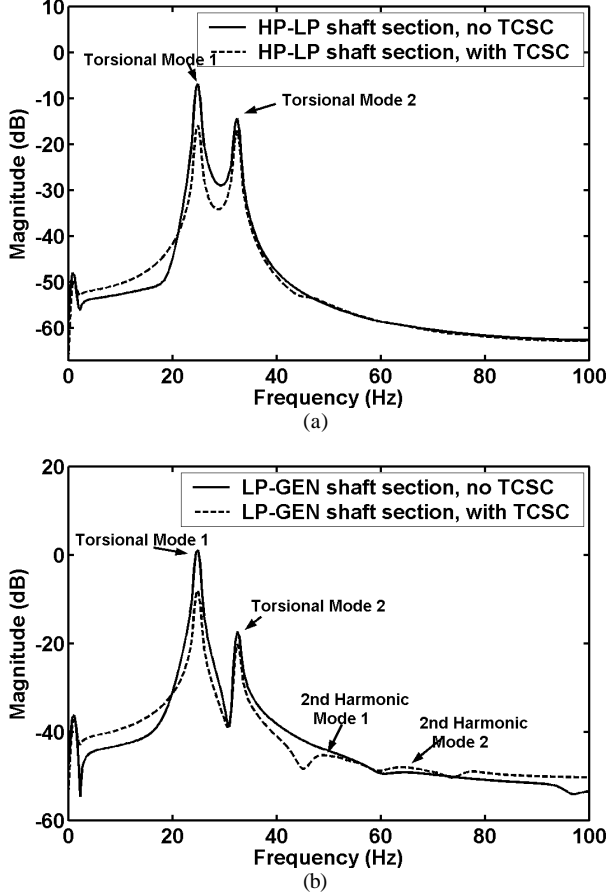 10
0
-10
-20
-30
-40
-50
-60
Magnitude (dB)
HP-LP shaft section, no TCSC
HP-LP shaft section, with TCSC
Torsional Mode 1
Torsional Mode 2
0 20 40 60 80 100
Frequency (Hz)
(a)
20
0
-20
-40
-60
Magnitude (dB)
LP-GEN shaft section, no TCSC
LP-GEN shaft section, with TCSC
Torsional Mode 1
Torsional Mode 2
2nd Harmonic
Mode 1
2nd Harmonic
Mode 2
0 20 40 60 80 100
Frequency (Hz)
(b)